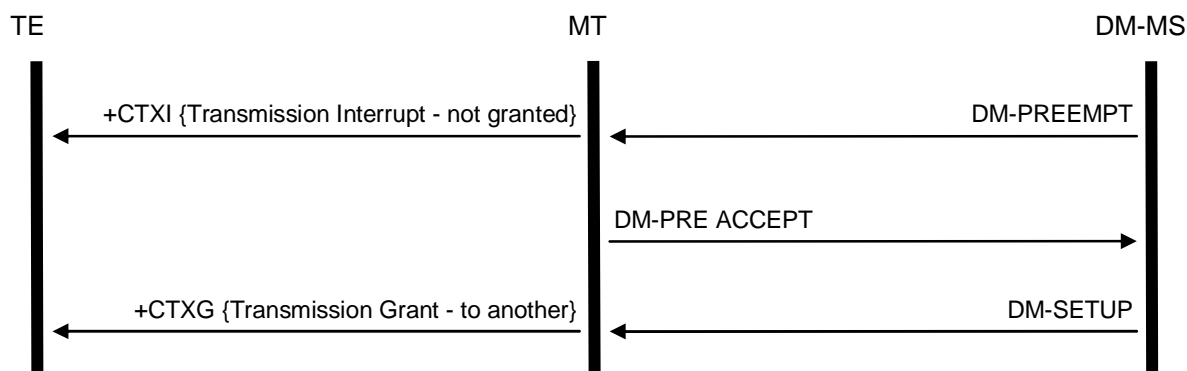 TE MT DM-MS
+CTXI {Transmission Interrupt - not granted} DM-PREEMPT
DM-PRE ACCEPT
+CTXG {Transmission Grant - to another} DM-SETUP